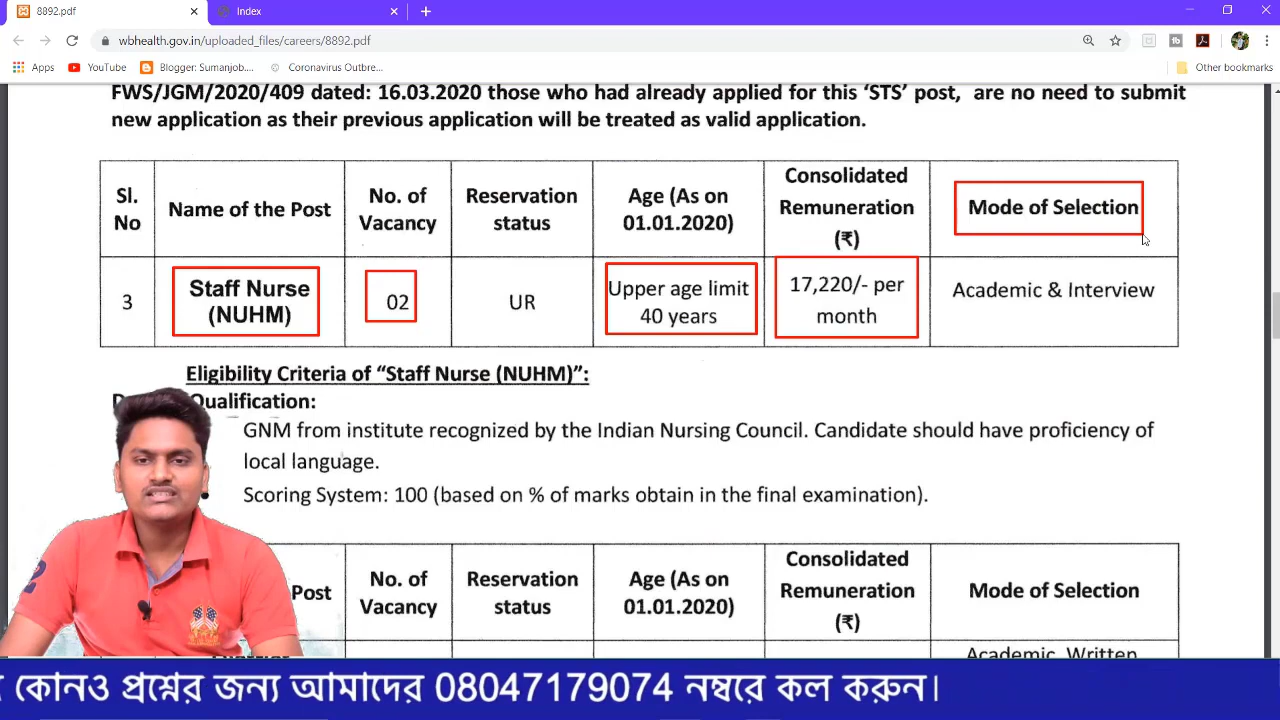 8892.pdf
Index
wbhealth.gov.in/uploaded_files/careers/8892.pdf
Apps YouTube Blogger: Sumanjob.... Coronavirus Outbre... Other bookmarks
FWS/JGM/2020/409 dated: 16.03.2020 those who had already applied for this ‘STS’ post, are no need to submit
new application as their previous application will be treated as valid application.
Sl. No Name of the Post No. of Vacancy Reservation status Age (As on 01.01.2020) Consolidated Remuneration (₹) Mode of Selection
3 Staff Nurse (NUHM) 02 UR Upper age limit 40 years 17,220/- per month Academic & Interview
Eligibility Criteria of “Staff Nurse (NUHM)”:
Qualification:
GNM from institute recognized by the Indian Nursing Council. Candidate should have proficiency of
local language.
Scoring System: 100 (based on % of marks obtain in the final examination).
Post No. of Vacancy Reservation status Age (As on 01.01.2020) Consolidated Remuneration (₹) Mode of Selection
Academic, Written
কোনও প্রশ্নের জন্য আমাদের 08047179074 নম্বরে কল করুন।